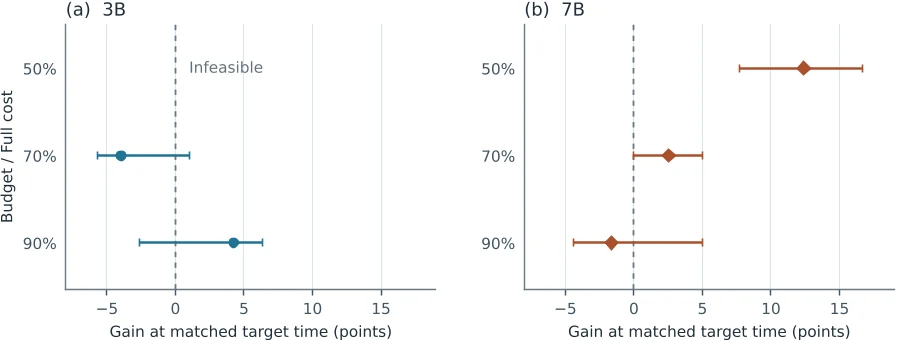 (a) 3B
Budget / Full cost
50%
70%
90%
Infeasible
−5 0 5 10 15
Gain at matched target time (points)
(b) 7B
50%
70%
90%
−5 0 5 10 15
Gain at matched target time (points)